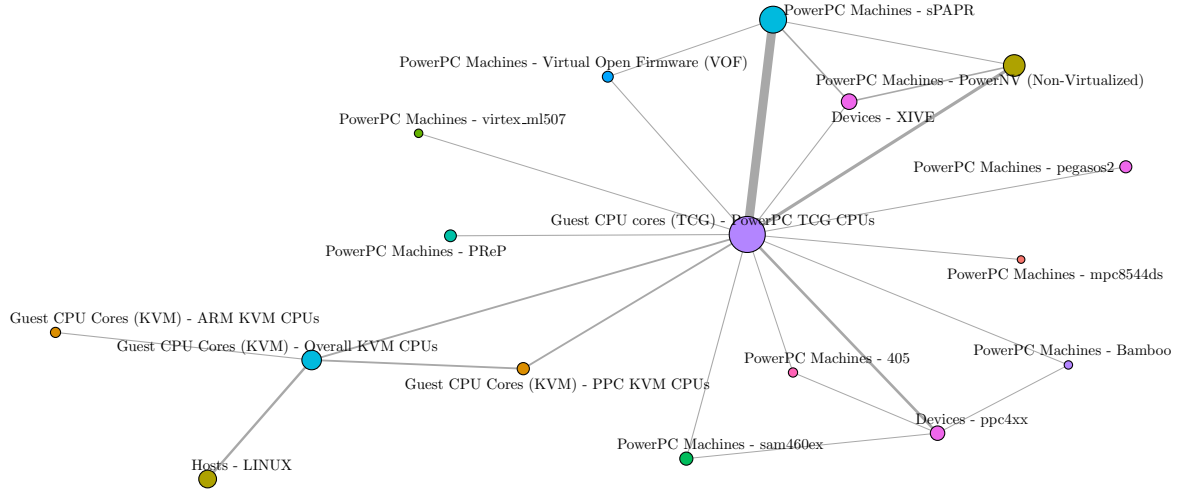 PowerPC Machines - sPAPR
PowerPC Machines - Virtual Open Firmware (VOF)
PowerPC Machines - PowerNV (Non-Virtualized)
Devices - XIVE
PowerPC Machines - virtex_ml507
PowerPC Machines - pegasos2
Guest CPU cores (TCG) - PowerPC TCG CPUs
PowerPC Machines - PReP
PowerPC Machines - mpc8544ds
Guest CPU Cores (KVM) - ARM KVM CPUs
Guest CPU Cores (KVM) - Overall KVM CPUs
PowerPC Machines - Bamboo
PowerPC Machines - 405
Guest CPU Cores (KVM) - PPC KVM CPUs
Devices - ppc4xx
PowerPC Machines - sam460ex
Hosts - LINUX